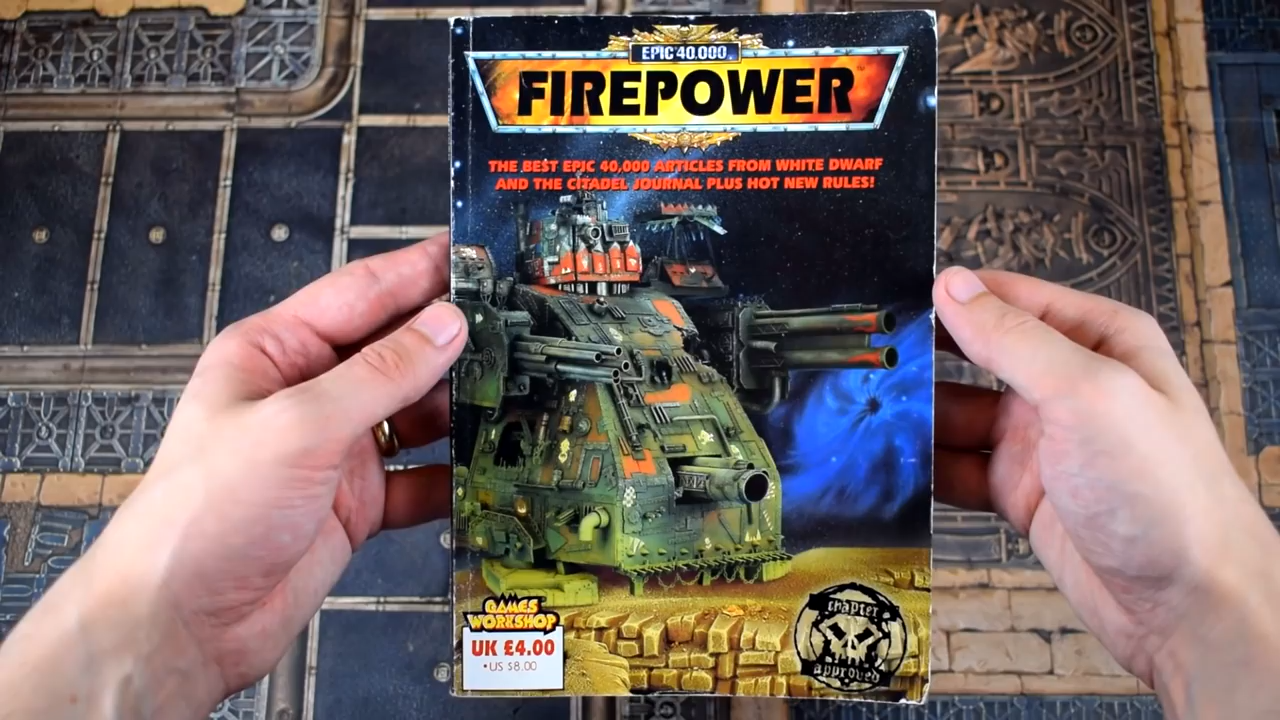 EPIC 40,000
FIREPOWER™
THE BEST EPIC 40,000 ARTICLES FROM WHITE DWARF
AND THE CITADEL JOURNAL PLUS HOT NEW RULES!
GAMES
WORKSHOP
UK £4.00
•US $8.00
chapter
approved